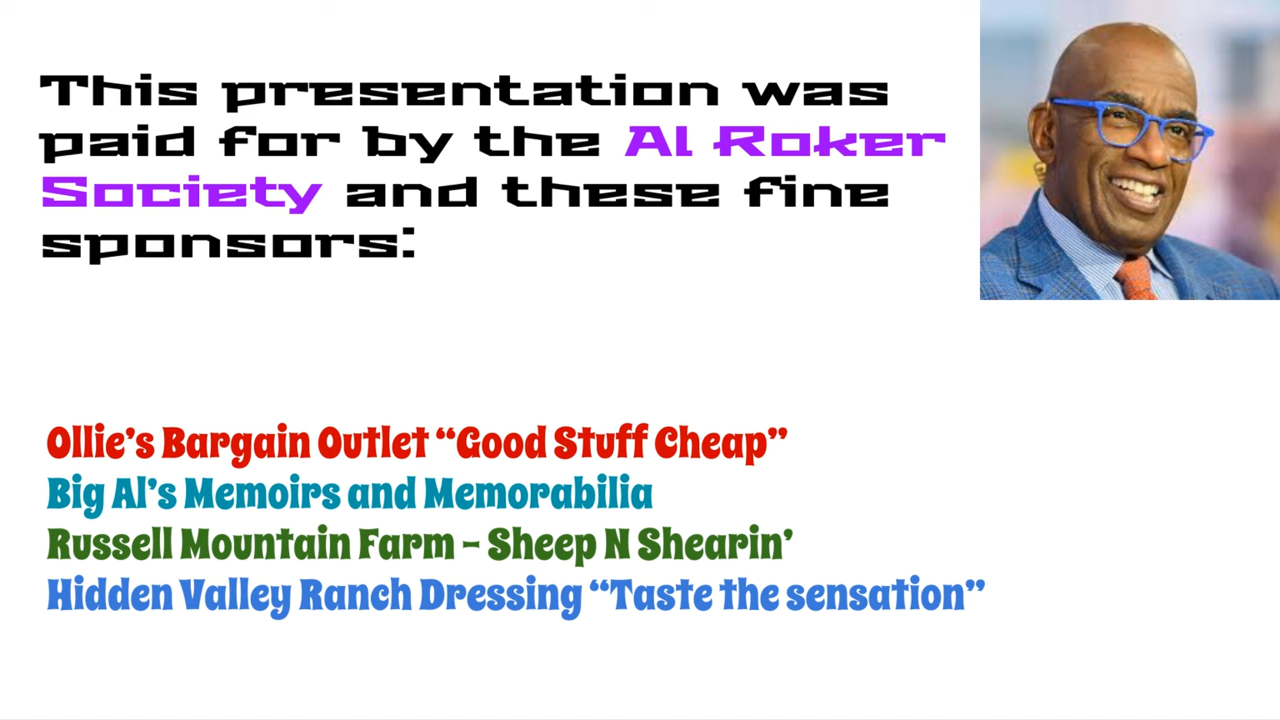 This presentation was
paid for by the Al Roker
Society and these fine
sponsors:
Ollie’s Bargain Outlet “Good Stuff Cheap”
Big Al’s Memoirs and Memorabilia
Russell Mountain Farm – Sheep N Shearin’
Hidden Valley Ranch Dressing “Taste the sensation”